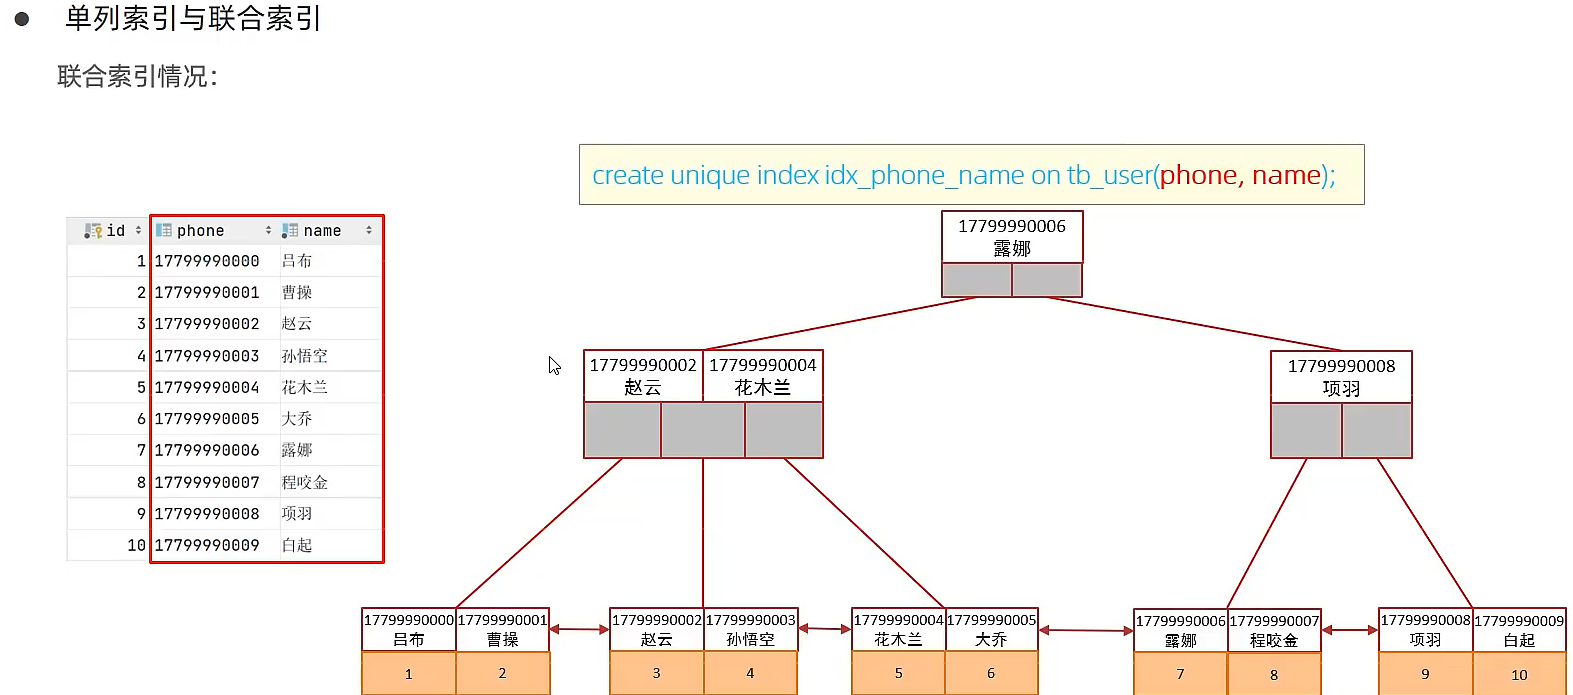 单列索引与联合索引
联合索引情况：
create unique index idx_phone_name on tb_user(phone, name);
id phone name
1 17799990000 吕布
2 17799990001 曹操
3 17799990002 赵云
4 17799990003 孙悟空
5 17799990004 花木兰
6 17799990005 大乔
7 17799990006 露娜
8 17799990007 程咬金
9 17799990008 项羽
10 17799990009 白起
17799990006
露娜
17799990002 17799990004
赵云 花木兰
17799990008
项羽
17799990000 17799990001
吕布 曹操
1 2
17799990002 17799990003
赵云 孙悟空
3 4
17799990004 17799990005
花木兰 大乔
5 6
17799990006 17799990007
露娜 程咬金
7 8
17799990008 17799990009
项羽 白起
9 10